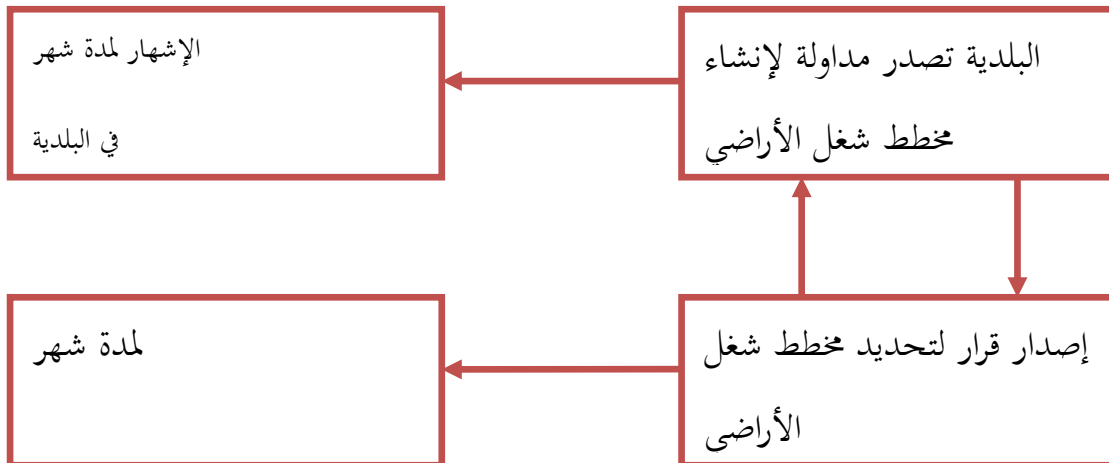 البلدية تصدر مداولة لإنشاء
مخطط شغل الأراضي
الإشهار لمدة شهر
في البلدية
إصدار قرار لتحديد مخطط شغل
الأراضي
لمدة شهر